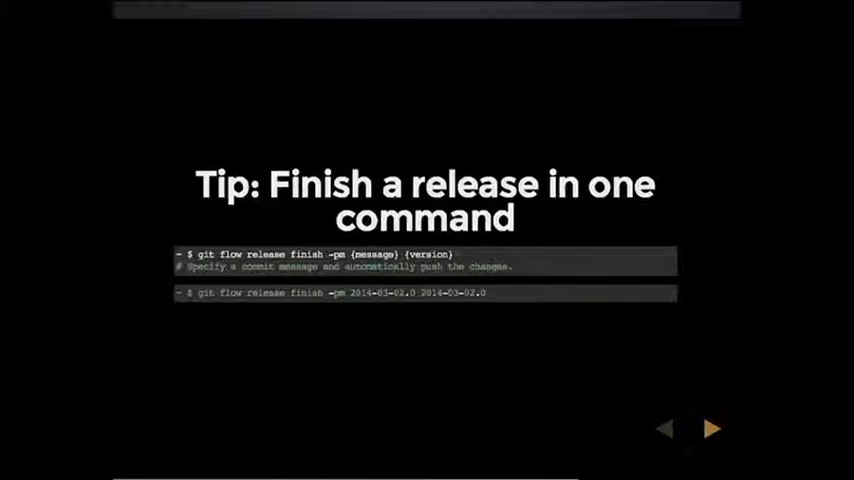 Tip: Finish a release in one
command
~ $ git flow release finish -pm {message} {version}
# Specify a commit message and automatically push the changes.
~ $ git flow release finish -pm 2014-03-02.0 2014-03-02.0